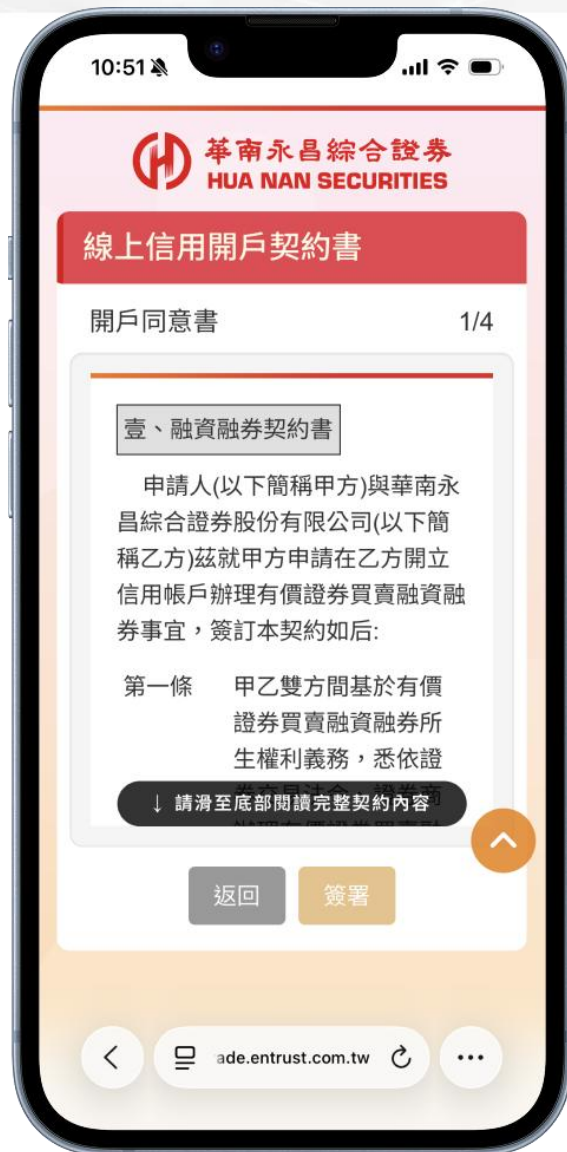 10:51
華南永昌綜合證券
HUA NAN SECURITIES
線上信用開戶契約書
開戶同意書 1/4
壹、融資融券契約書
申請人(以下簡稱甲方)與華南永
昌綜合證券股份有限公司(以下簡
稱乙方)茲就甲方申請在乙方開立
信用帳戶辦理有價證券買賣融資融
券事宜，簽訂本契約如后:
第一條 甲乙雙方間基於有價
證券買賣融資融券所
生權利義務，悉依證
↓ 請滑至底部閱讀完整契約內容
返回 簽署
ade.entrust.com.tw